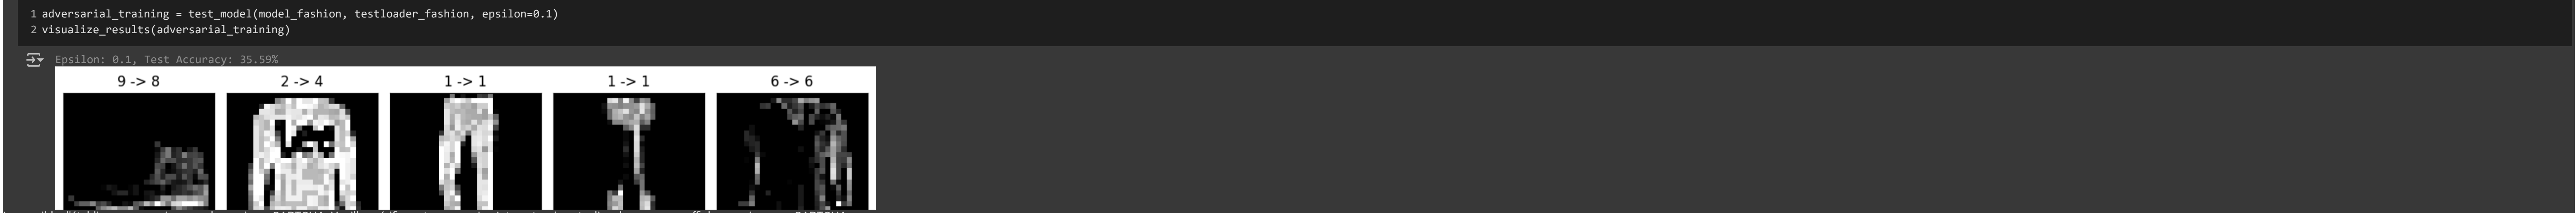 1 adversarial_training = test_model(model_fashion, testloader_fashion, epsilon=0.1)
2 visualize_results(adversarial_training)
Epsilon: 0.1, Test Accuracy: 35.59%
9 -> 8 2 -> 4 1 -> 1 1 -> 1 6 -> 6